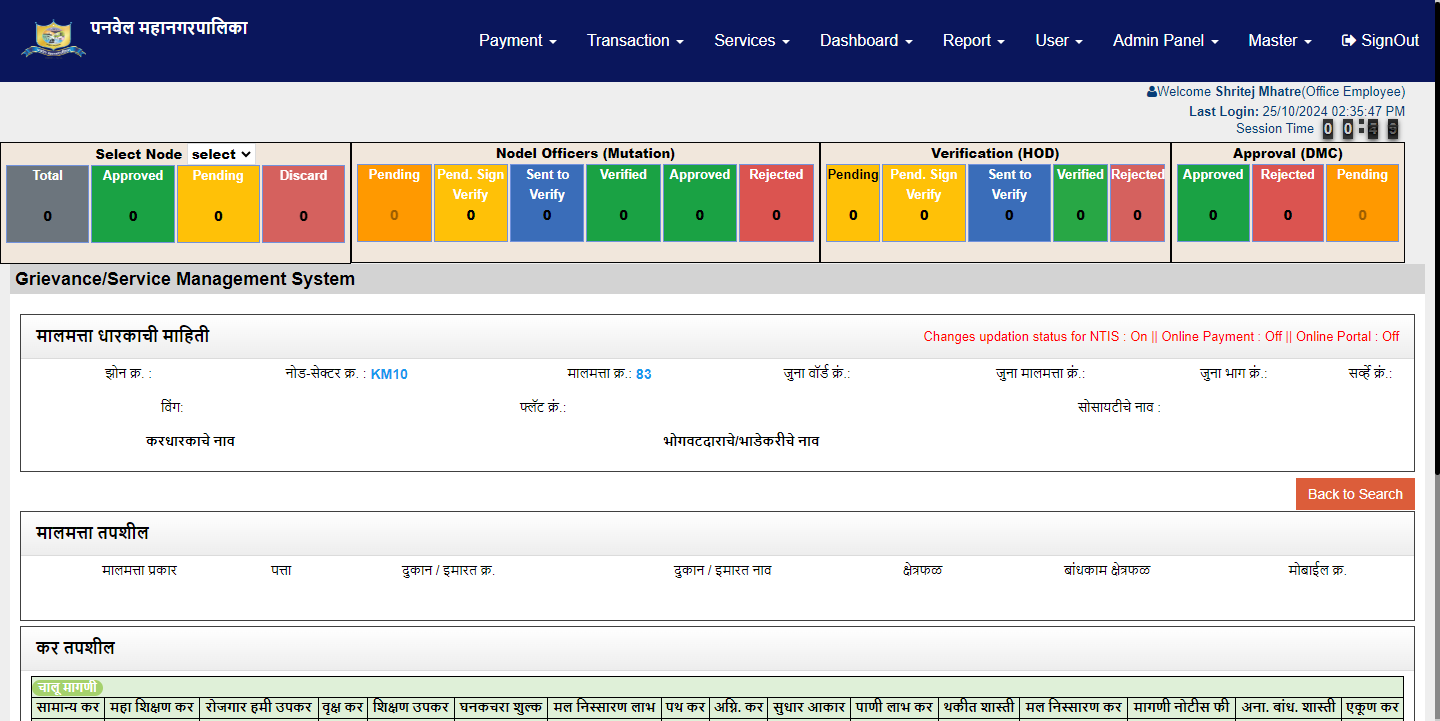 पनवेल महानगरपालिका
Payment Transaction Services Dashboard Report User Admin Panel Master SignOut
Welcome Shritej Mhatre(Office Employee)
Last Login: 25/10/2024 02:35:47 PM
Session Time 0 0 :
Select Node select Nodel Officers (Mutation) Verification (HOD) Approval (DMC)
Total Approved Pending Discard Pending Pend. Sign Verify Sent to Verify Verified Approved Rejected Pending Pend. Sign Verify Sent to Verify Verified Rejected Approved Rejected Pending
0 0 0 0 0 0 0 0 0 0 0 0 0 0 0 0 0 0
Grievance/Service Management System
मालमत्ता धारकाची माहिती Changes updation status for NTIS : On || Online Payment : Off || Online Portal : Off
झोन क्र. : नोड-सेक्टर क्र. : KM10 मालमत्ता क्र.: 83 जुना वॉर्ड क्रं.: जुना मालमत्ता क्रं.: जुना भाग क्रं.: सर्व्हे क्रं.:
विंग: फ्लॅट क्रं.: सोसायटीचे नाव :
करधारकाचे नाव भोगवटदाराचे/भाडेकरीचे नाव
Back to Search
मालमत्ता तपशील
मालमत्ता प्रकार पत्ता दुकान / इमारत क्र. दुकान / इमारत नाव क्षेत्रफळ बांधकाम क्षेत्रफळ मोबाईल क्र.
कर तपशील
चालू मागणी
सामान्य कर महा शिक्षण कर रोजगार हमी उपकर वृक्ष कर शिक्षण उपकर घनकचरा शुल्क मल निस्सारण लाभ पथ कर अग्नि. कर सुधार आकार पाणी लाभ कर थकीत शास्ती मल निस्सारण कर मागणी नोटीस फी अना. बांध. शास्ती एकूण कर